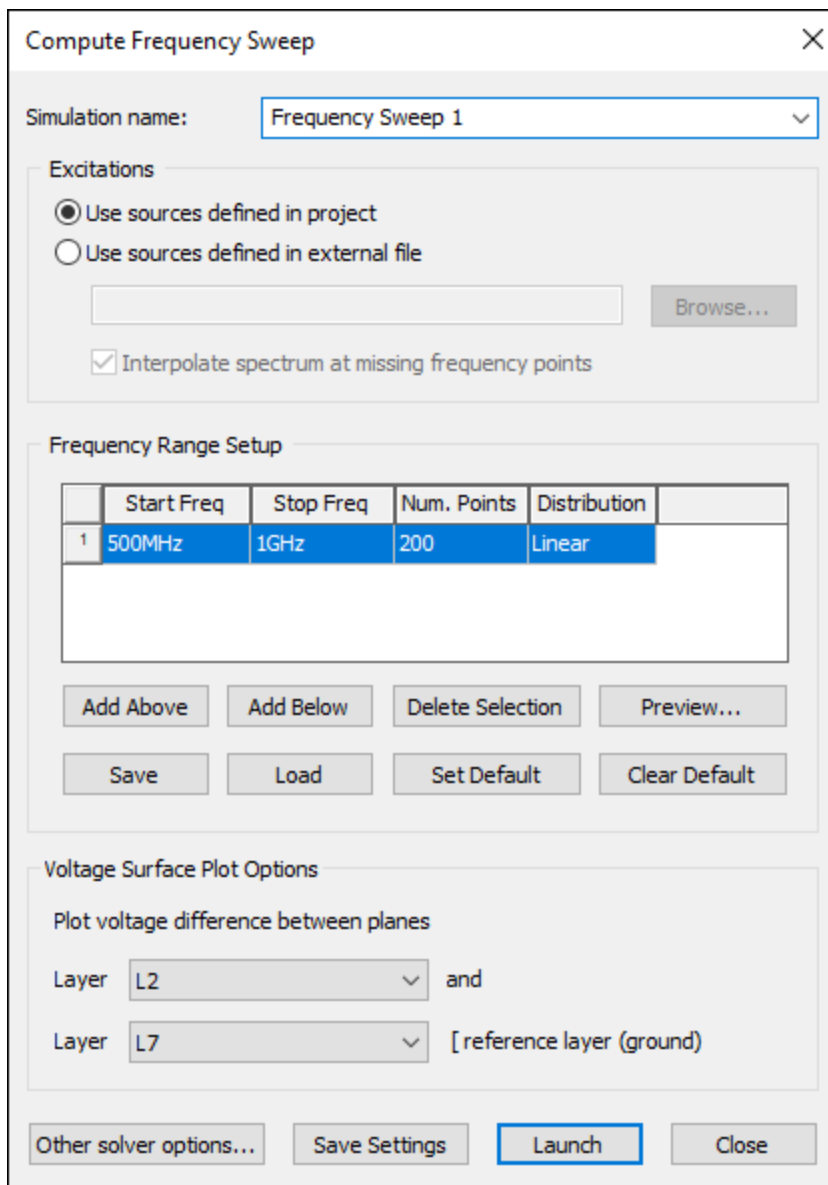 Compute Frequency Sweep
Simulation name: Frequency Sweep 1
Excitations
Use sources defined in project
Use sources defined in external file
Browse...
Interpolate spectrum at missing frequency points
Frequency Range Setup
Start Freq Stop Freq Num. Points Distribution
1 500MHz 1GHz 200 Linear
Add Above Add Below Delete Selection Preview...
Save Load Set Default Clear Default
Voltage Surface Plot Options
Plot voltage difference between planes
Layer L2 and
Layer L7 [ reference layer (ground)
Other solver options... Save Settings Launch Close